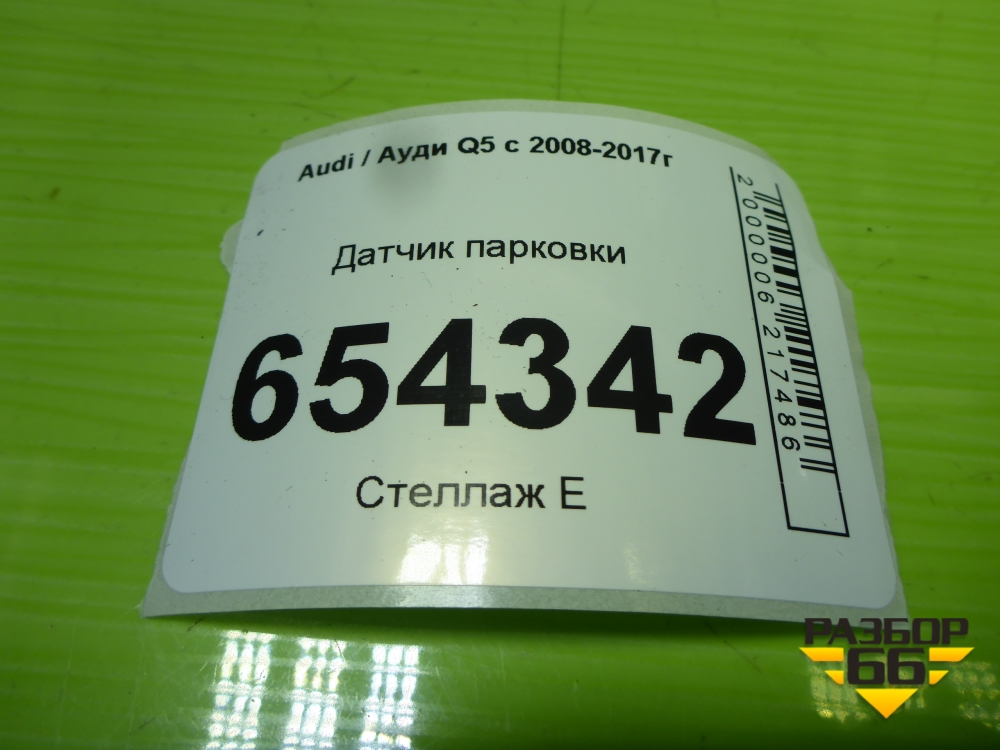 Audi / Ауди Q5 с 2008-2017г
Датчик парковки
654342
Стеллаж Е
2000006217486
РАЗБОР
66